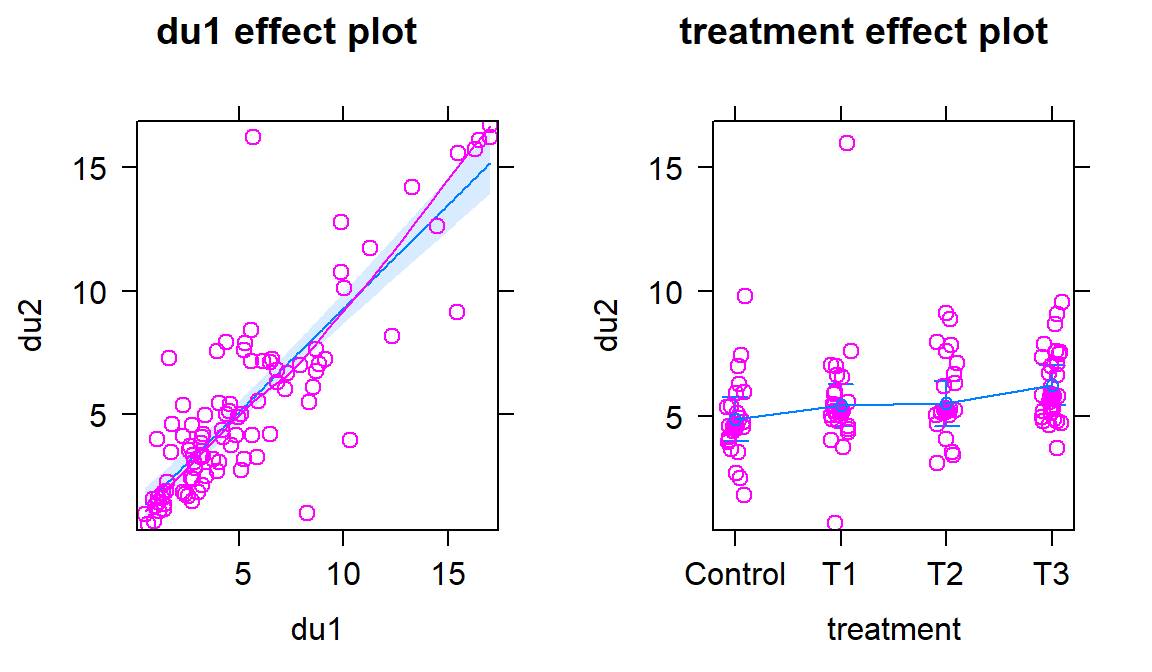 du1 effect plot
du2
15
10
5
5 10 15
du1
treatment effect plot
du2
15
10
5
Control T1 T2 T3
treatment